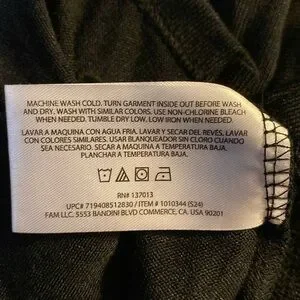 MACHINE WASH COLD. TURN GARMENT INSIDE OUT BEFORE WASH
AND DRY. WASH WITH SIMILAR COLORS. USE NON-CHLORINE BLEACH
WHEN NEEDED. TUMBLE DRY LOW. LOW IRON WHEN NEEDED.
LAVAR A MAQUINA CON AGUA FRIA. LAVAR Y SECAR DEL REVÉS, LAVAR
CON COLORES SIMILARES. USAR BLANQUEADOR SIN CLORO CUANDO
SEA NECESARIO. SECAR A MAQUINA A TEMPERATURA BAJA.
PLANCHAR A TEMPERATURA BAJA.
RN# 137013
UPC# 719408512830 / ITEM# 1010344 (S24)
FAM LLC. 5553 BANDINI BLVD COMMERCE, CA. USA 90201